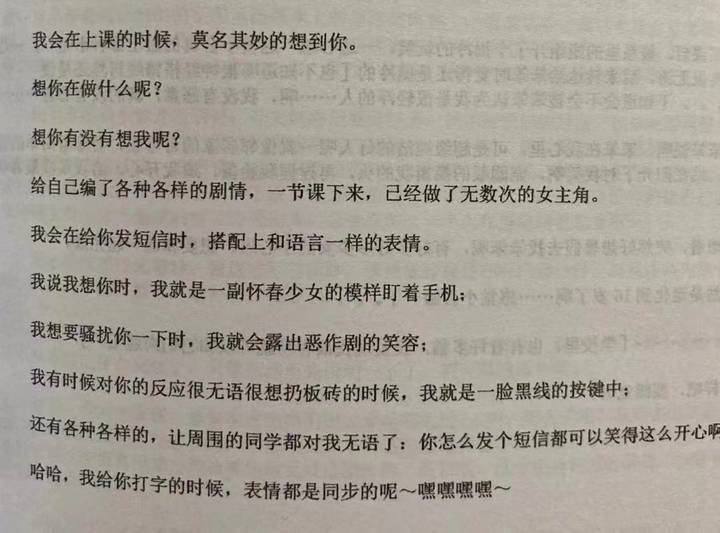 我会在上课的时候，莫名其妙的想到你。
想你在做什么呢？
想你有没有想我呢？
给自己编了各种各样的剧情，一节课下来，己经做了无数次的女主角。
我会在给你发短信时，搭配上和语言一样的表情。
我说我想你时，我就是一副怀春少女的模样盯着手机；
我想要骚扰你一下时，我就会露出恶作剧的笑容；
我有时候对你的反应很无语很想扔板砖的时候，我就是一脸黑线的按键中；
还有各种各样的，让周围的同学都对我无语了：你怎么发个短信都可以笑得这么开心啊
哈哈，我给你打字的时候，表情都是同步的呢～嘿嘿嘿嘿～